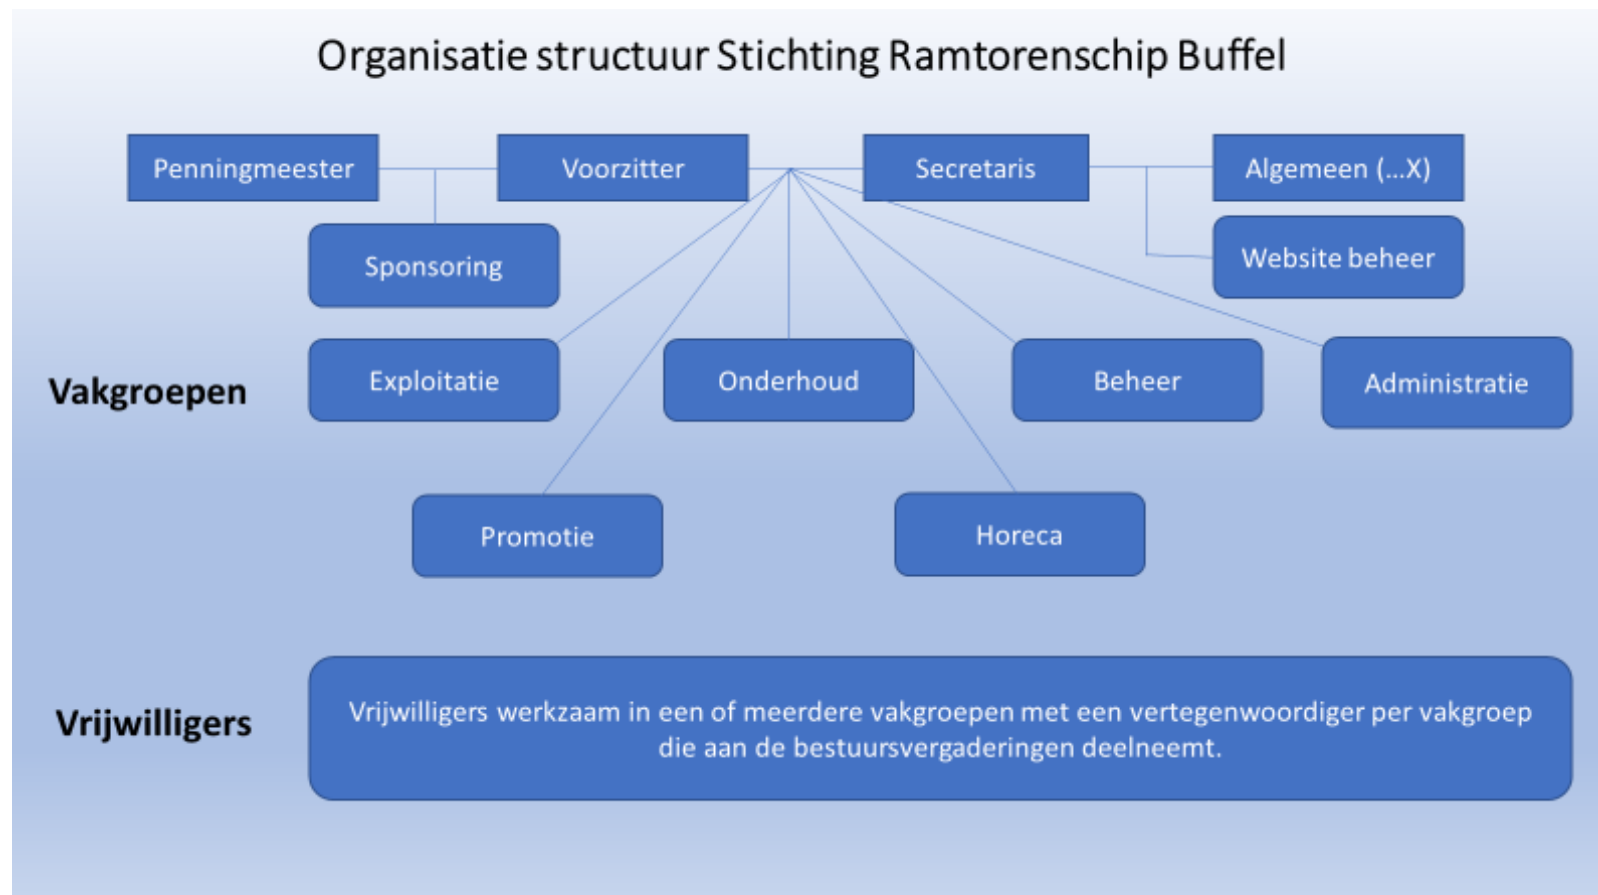 Organisatie structuur Stichting Ramtorenschip Buffel
Penningmeester
Voorzitter
Secretaris
Algemeen (...X)
Sponsoring
Website beheer
Vakgroepen
Exploitatie
Onderhoud
Beheer
Administratie
Promotie
Horeca
Vrijwilligers
Vrijwilligers werkzaam in een of meerdere vakgroepen met een vertegenwoordiger per vakgroep
die aan de bestuursvergaderingen deelneemt.